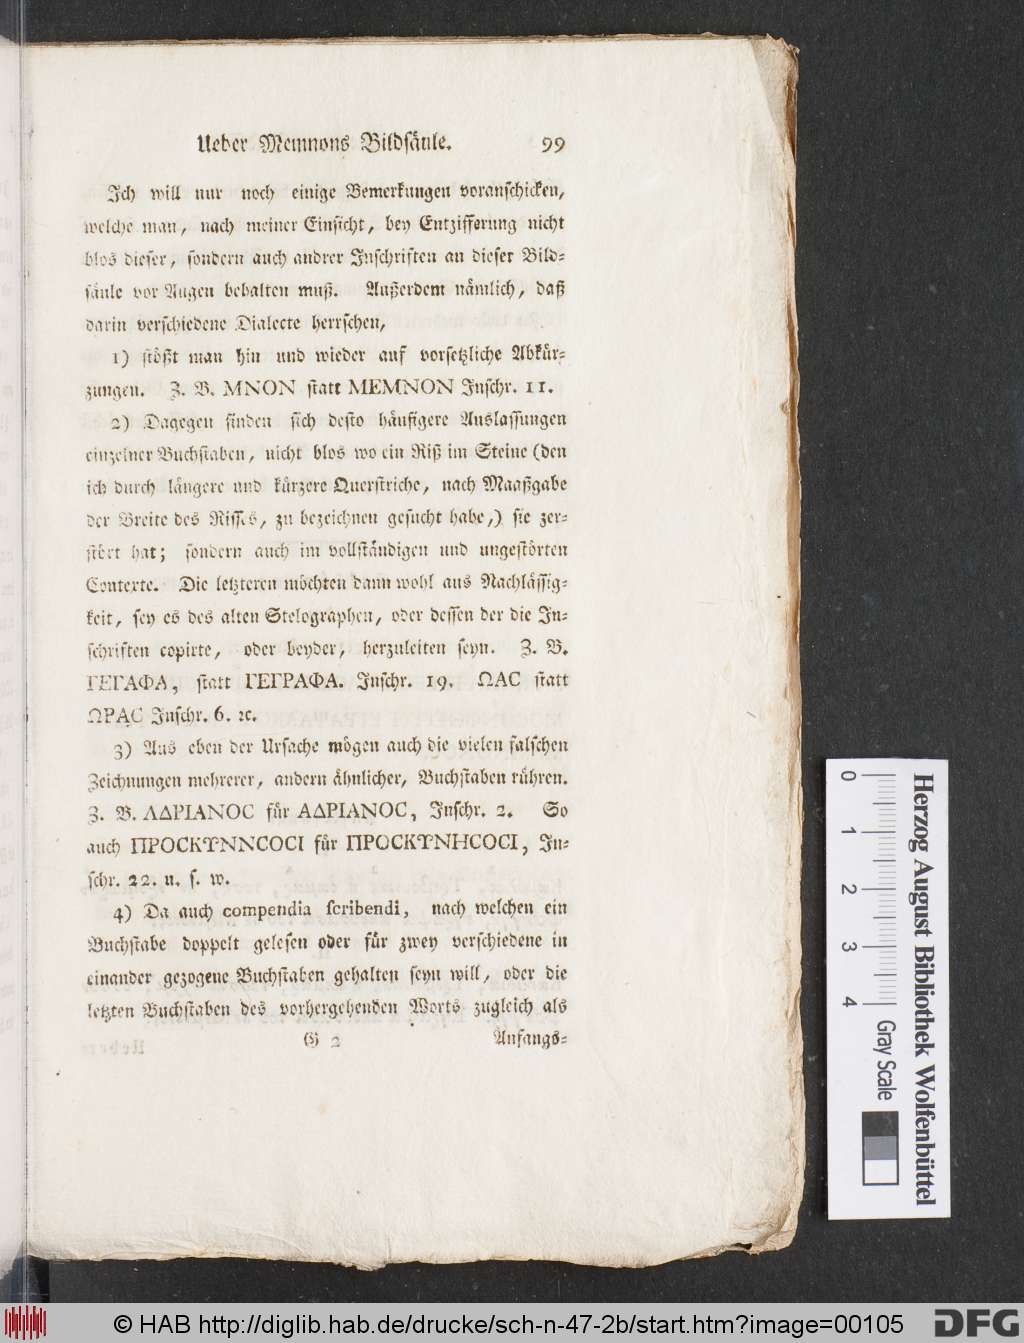 Ueber Memnons Bildsäule. 99
Ich will nur noch einige Bemerkungen voranschicken,
welche man, nach meiner Einsicht, bey Entzifferung nicht
blos dieser, sondern auch andrer Inschriften an dieser Bild-
säule vor Augen behalten muß. Außerdem nämlich, daß
darin verschiedene Dialecte herrschen,
1) stößt man hin und wieder auf vorsetzliche Abkür-
zungen. Z. B. MNON statt MEMNON Inschr. 11.
2) Dagegen finden sich desto häufigere Auslassungen
einzelner Buchstaben, nicht blos wo ein Riß im Steine (den
ich durch längere und kürzere Querstriche, nach Maaßgabe
der Breite des Risses, zu bezeichnen gesucht habe,) sie zer-
stört hat; sondern auch im vollständigen und ungestörten
Contexte. Die letzteren möchten dann wohl aus Nachlässig-
keit, sey es des alten Stelographen, oder dessen der die In-
schriften copirte, oder beyder, herzuleiten seyn. Z. B.
ΓΕΓΑΦΑ, statt ΓΕΓΡΑΦΑ. Inschr. 19. ΩΑC statt
ΩΡΑC Inschr. 6. ꝛc.
3) Aus eben der Ursache mögen auch die vielen falschen
Zeichnungen mehrerer, andern ähnlicher, Buchstaben rühren.
Z. B. ΛΔΡΙΑΝΟC für ΑΔΡΙΑΝΟC, Inschr. 2. So
auch ΠΡΟCΚΥΝΝCΟCΙ für ΠΡΟCΚΥΝΗCΟCΙ, In-
schr. 22. u. s. w.
4) Da auch compendia scribendi, nach welchen ein
Buchstabe doppelt gelesen oder für zwey verschiedene in
einander gezogene Buchstaben gehalten seyn will, oder die
letzten Buchstaben des vorhergehenden Worts zugleich als
G 2 Anfangs-
0 1 2 3 4 Gray Scale
Herzog August Bibliothek Wolfenbüttel
© HAB http://diglib.hab.de/drucke/sch-n-47-2b/start.htm?image=00105
DFG